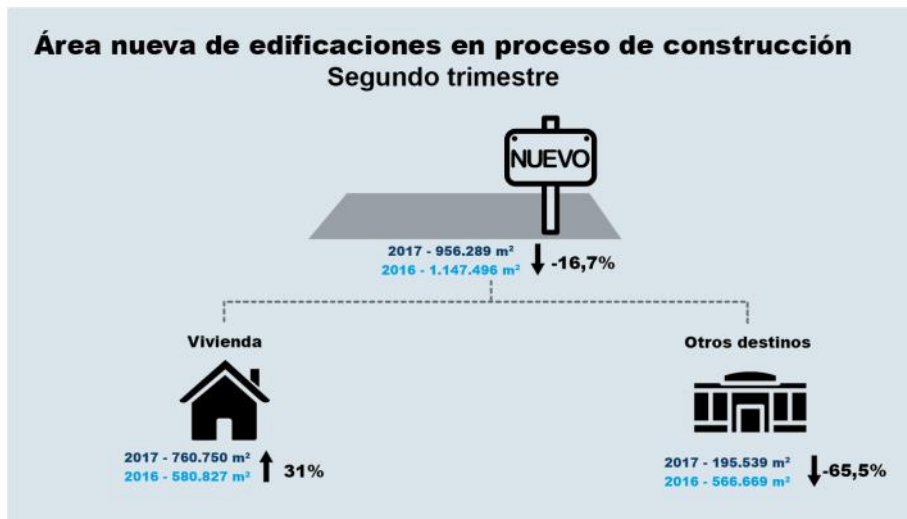 Área nueva de edificaciones en proceso de construcción
Segundo trimestre
NUEVO
2017 - 956.289 m²
2016 - 1.147.496 m²
-16,7%
Vivienda
2017 - 760.750 m²
2016 - 580.827 m²
31%
Otros destinos
2017 - 195.539 m²
2016 - 566.669 m²
-65,5%